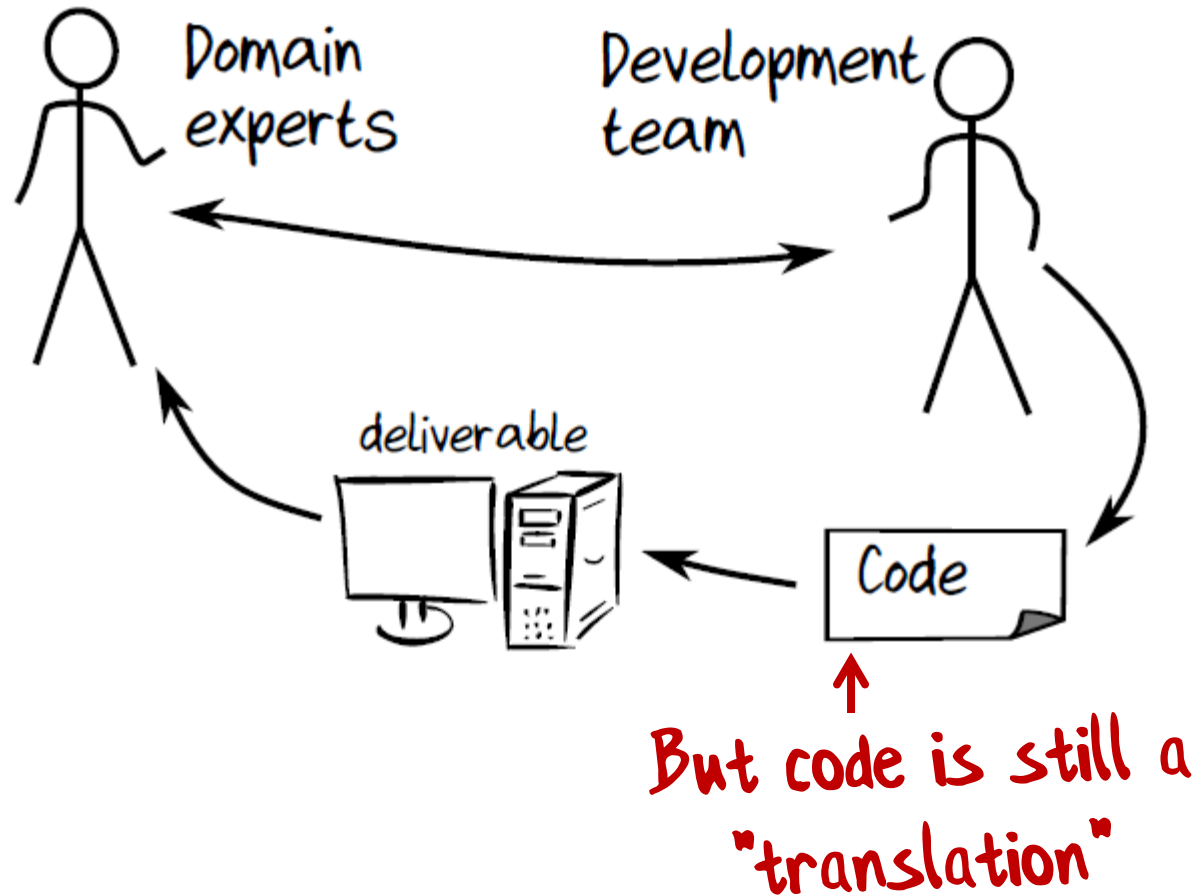 Domain
experts
Development
team
deliverable
Code
But code is still a
"translation"